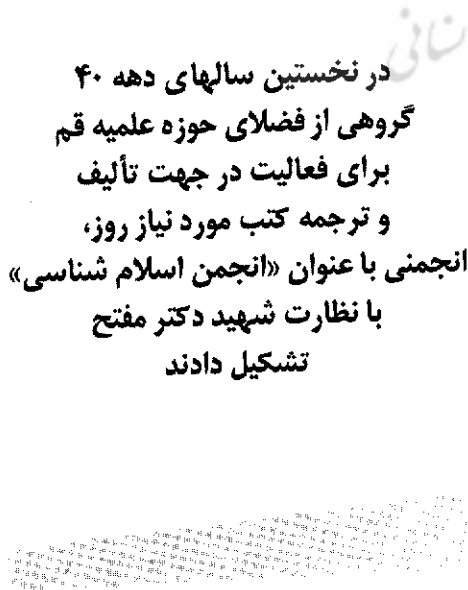 در نخستین سالهای دهه ۴۰
گروهی از فضلای حوزه علمیه قم
برای فعالیت در جهت تألیف
و ترجمه کتب مورد نیاز روز،
انجمنی با عنوان «انجمن اسلام شناسی»
با نظارت شهید دکتر مفتح
تشکیل دادند